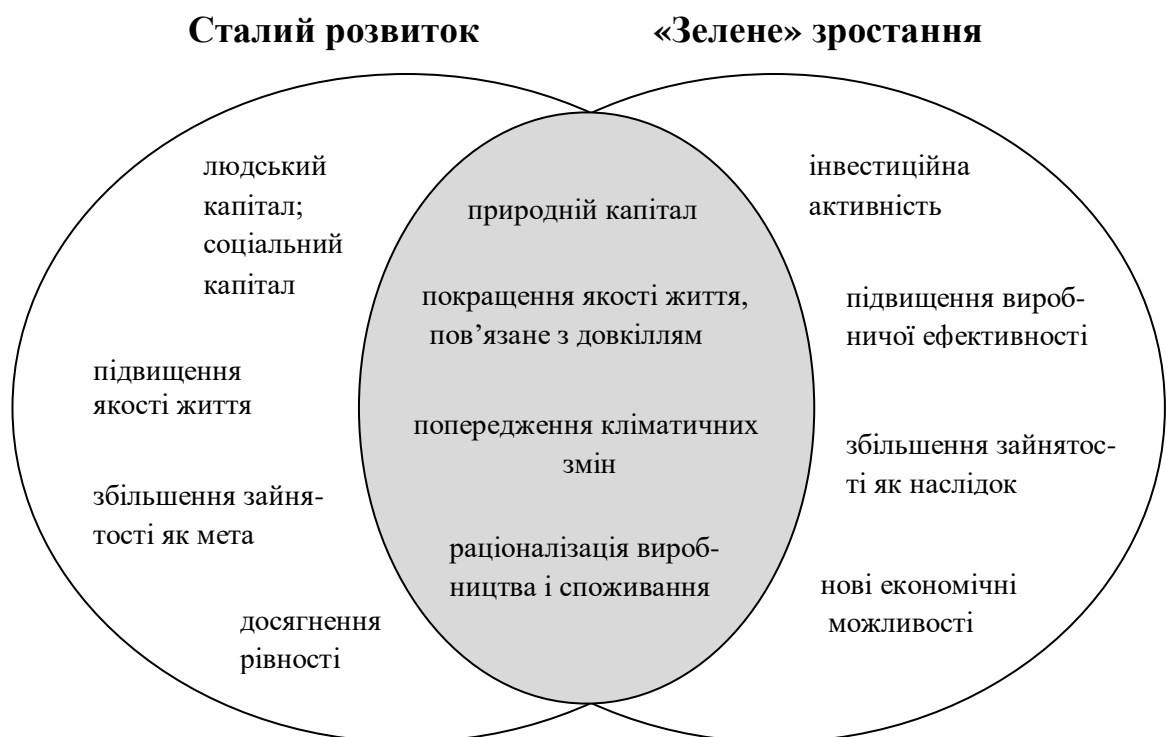 Сталий розвиток
«Зелене» зростання
людський
капітал;
соціальний
капітал
підвищення
якості життя
збільшення зайня-
тості як мета
досягнення
рівності
природній капітал
покращення якості життя,
пов’язане з довкіллям
попередження кліматичних
змін
раціоналізація вироб-
ництва і споживання
інвестиційна
активність
підвищення вироб-
ничої ефективності
збільшення зайнятос-
ті як наслідок
нові економічні
можливості